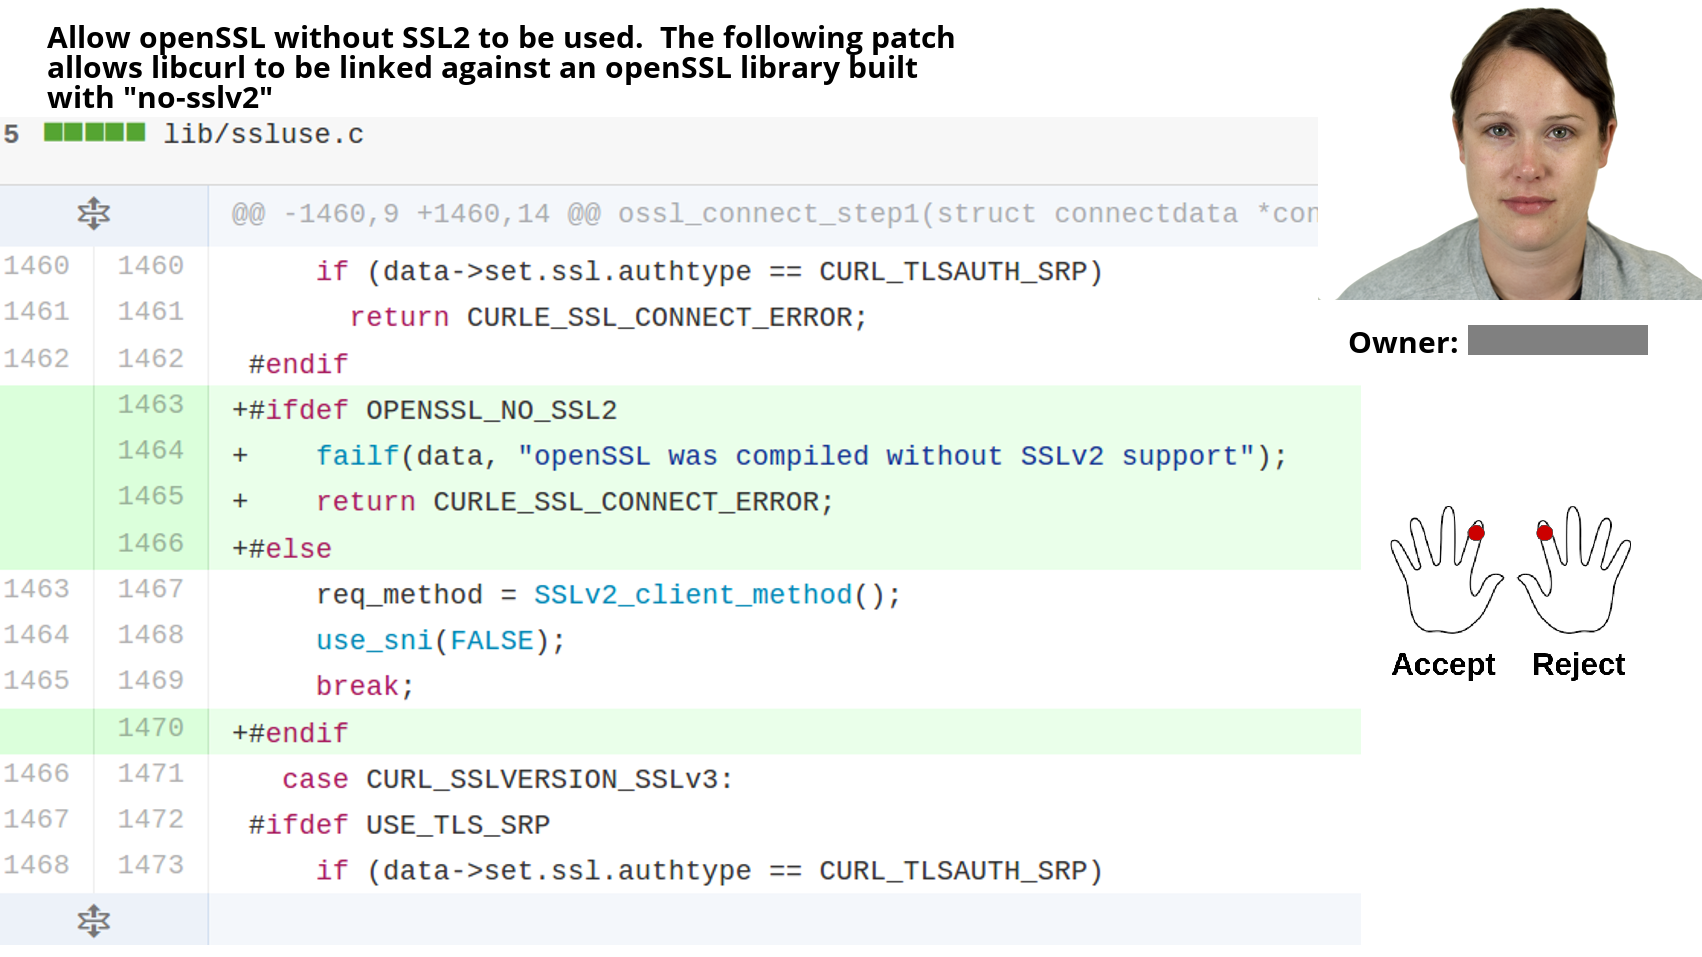 Allow openSSL without SSL2 to be used.  The following patch
allows libcurl to be linked against an openSSL library built
with "no-sslv2"
5 lib/ssluse.c
@@ -1460,9 +1460,14 @@ ossl_connect_step1(struct connectdata *con
1460 1460     if (data->set.ssl.authtype == CURL_TLSAUTH_SRP)
1461 1461       return CURLE_SSL_CONNECT_ERROR;
1462 1462 #endif
1463 +#ifdef OPENSSL_NO_SSL2
1464 +    failf(data, "openSSL was compiled without SSLv2 support");
1465 +    return CURLE_SSL_CONNECT_ERROR;
1466 +#else
1463 1467     req_method = SSLv2_client_method();
1464 1468     use_sni(FALSE);
1465 1469     break;
1470 +#endif
1466 1471   case CURL_SSLVERSION_SSLv3:
1467 1472 #ifdef USE_TLS_SRP
1468 1473     if (data->set.ssl.authtype == CURL_TLSAUTH_SRP)
Owner:
Accept Reject